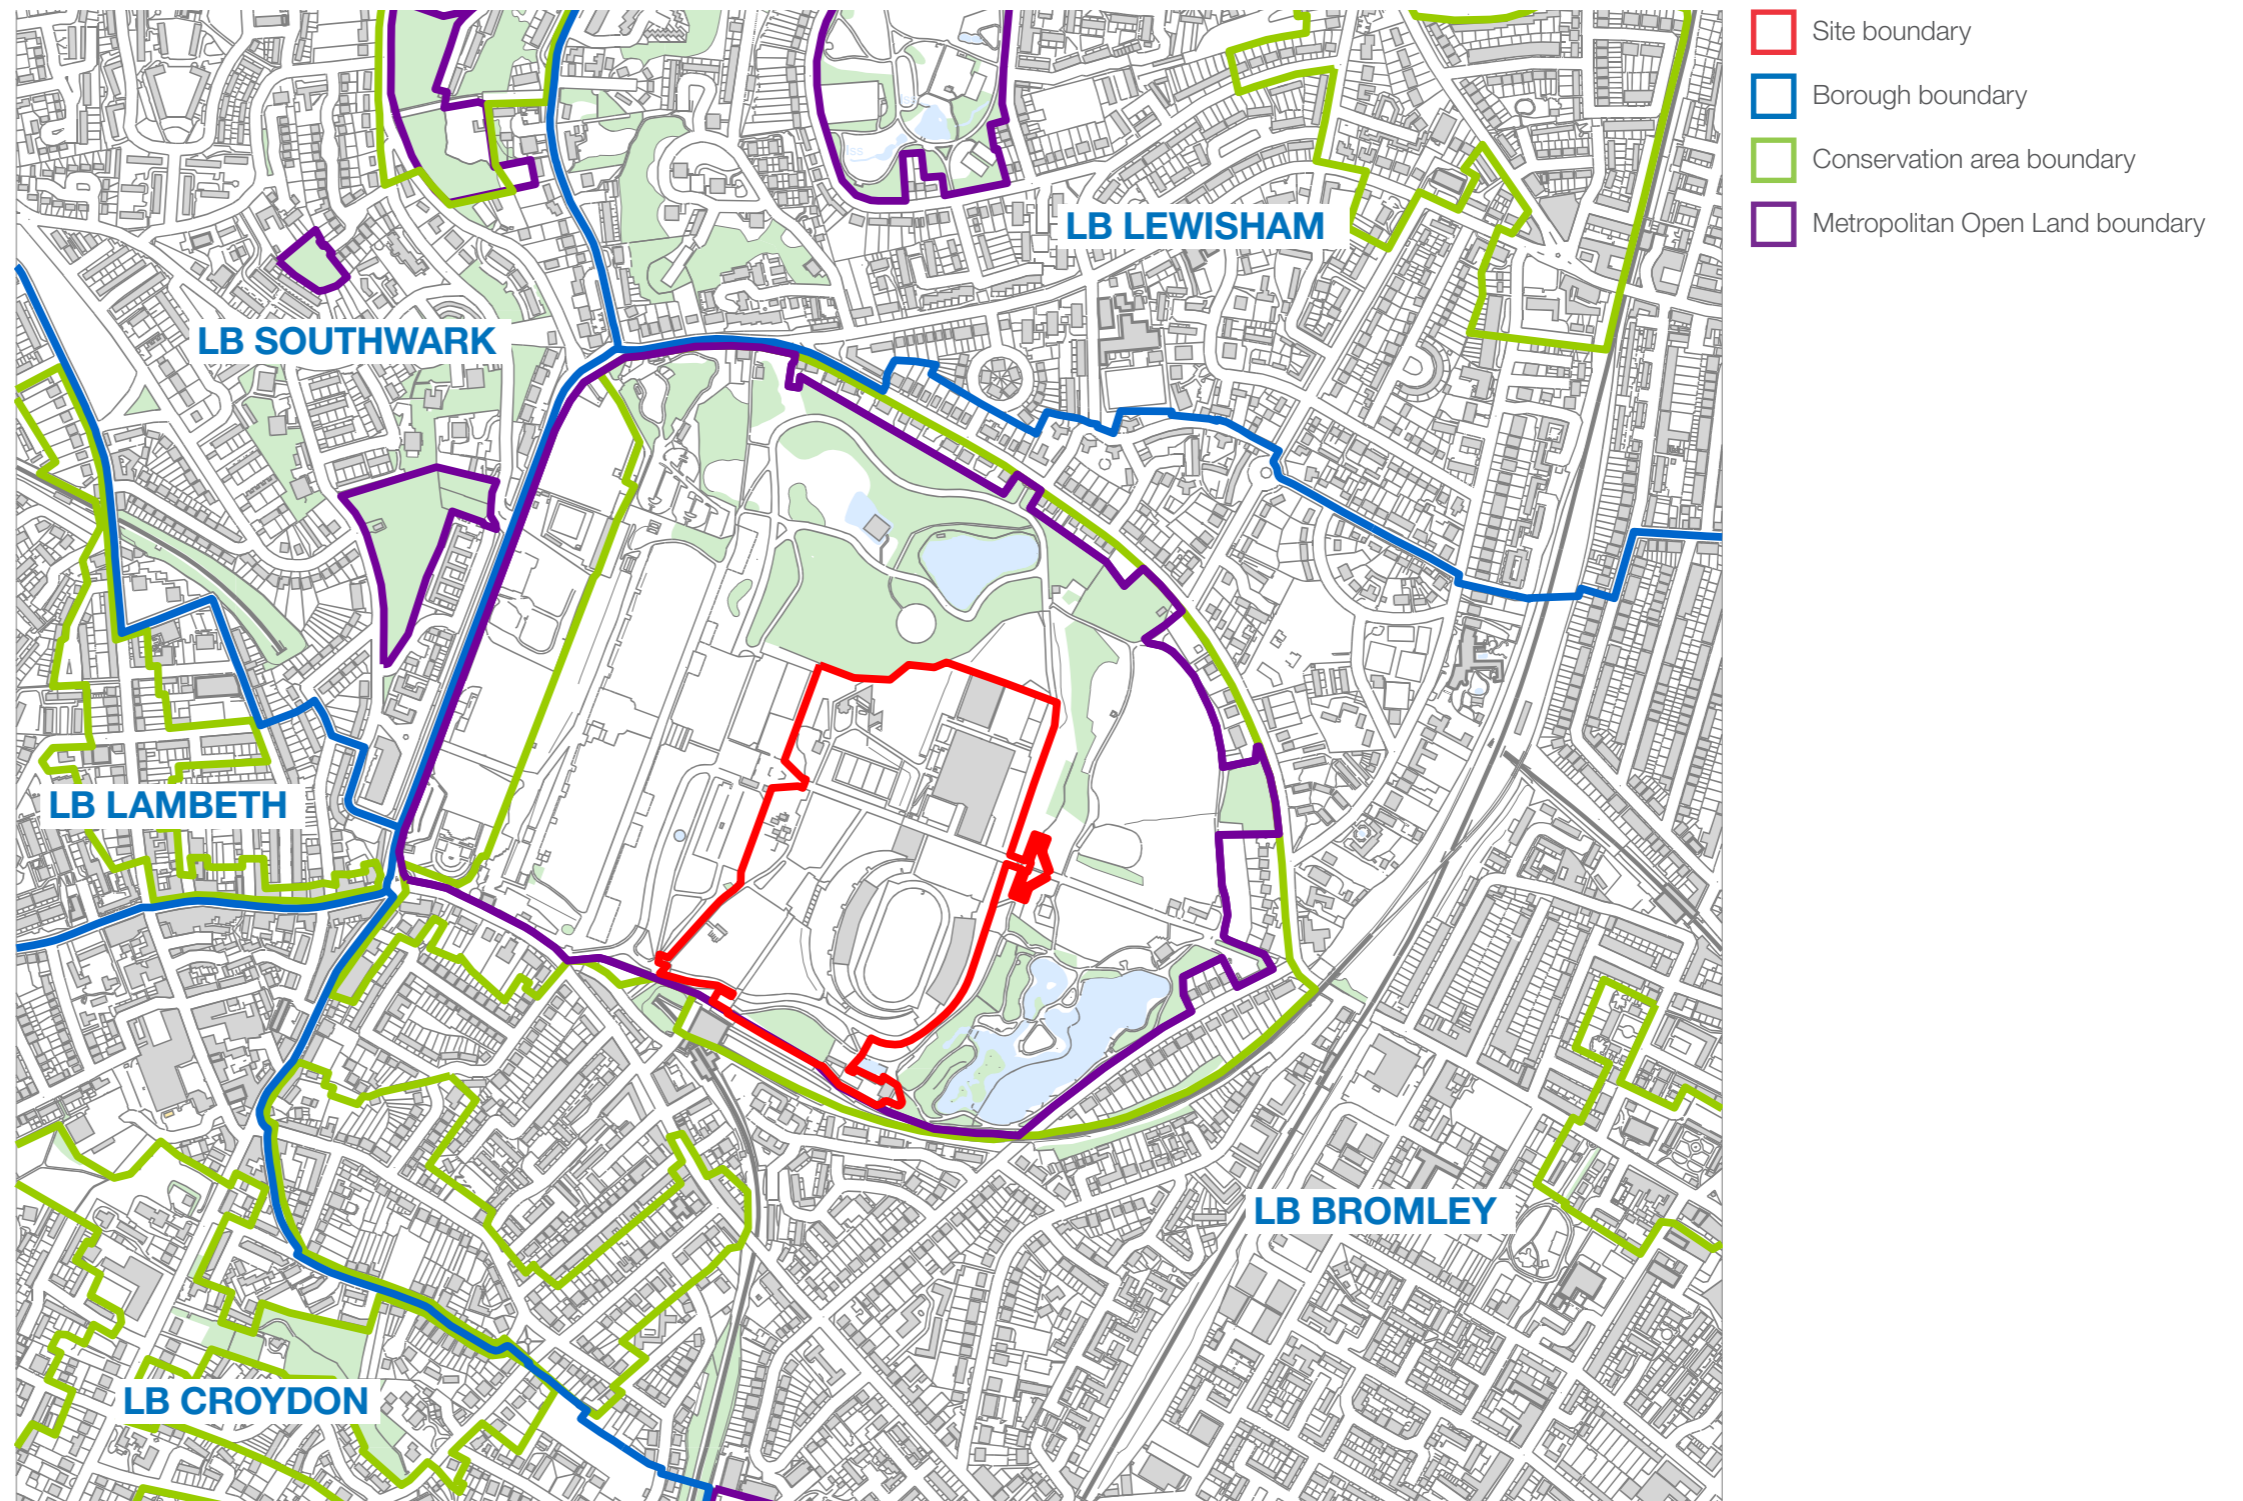 Site boundary
Borough boundary
Conservation area boundary
Metropolitan Open Land boundary
LB LEWISHAM
LB SOUTHWARK
LB LAMBETH
LB BROMLEY
LB CROYDON